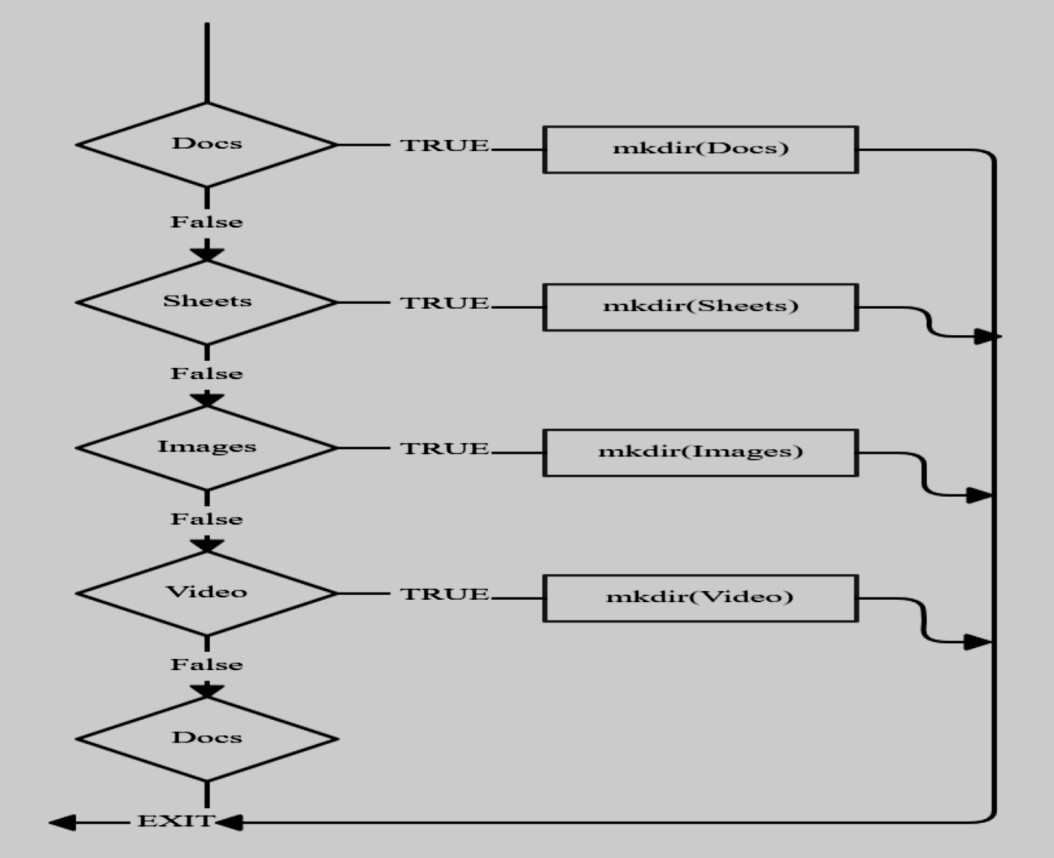 Docs
TRUE
mkdir(Docs)
False
Sheets
TRUE
mkdir(Sheets)
False
Images
TRUE
mkdir(Images)
False
Video
TRUE
mkdir(Video)
False
Docs
EXIT